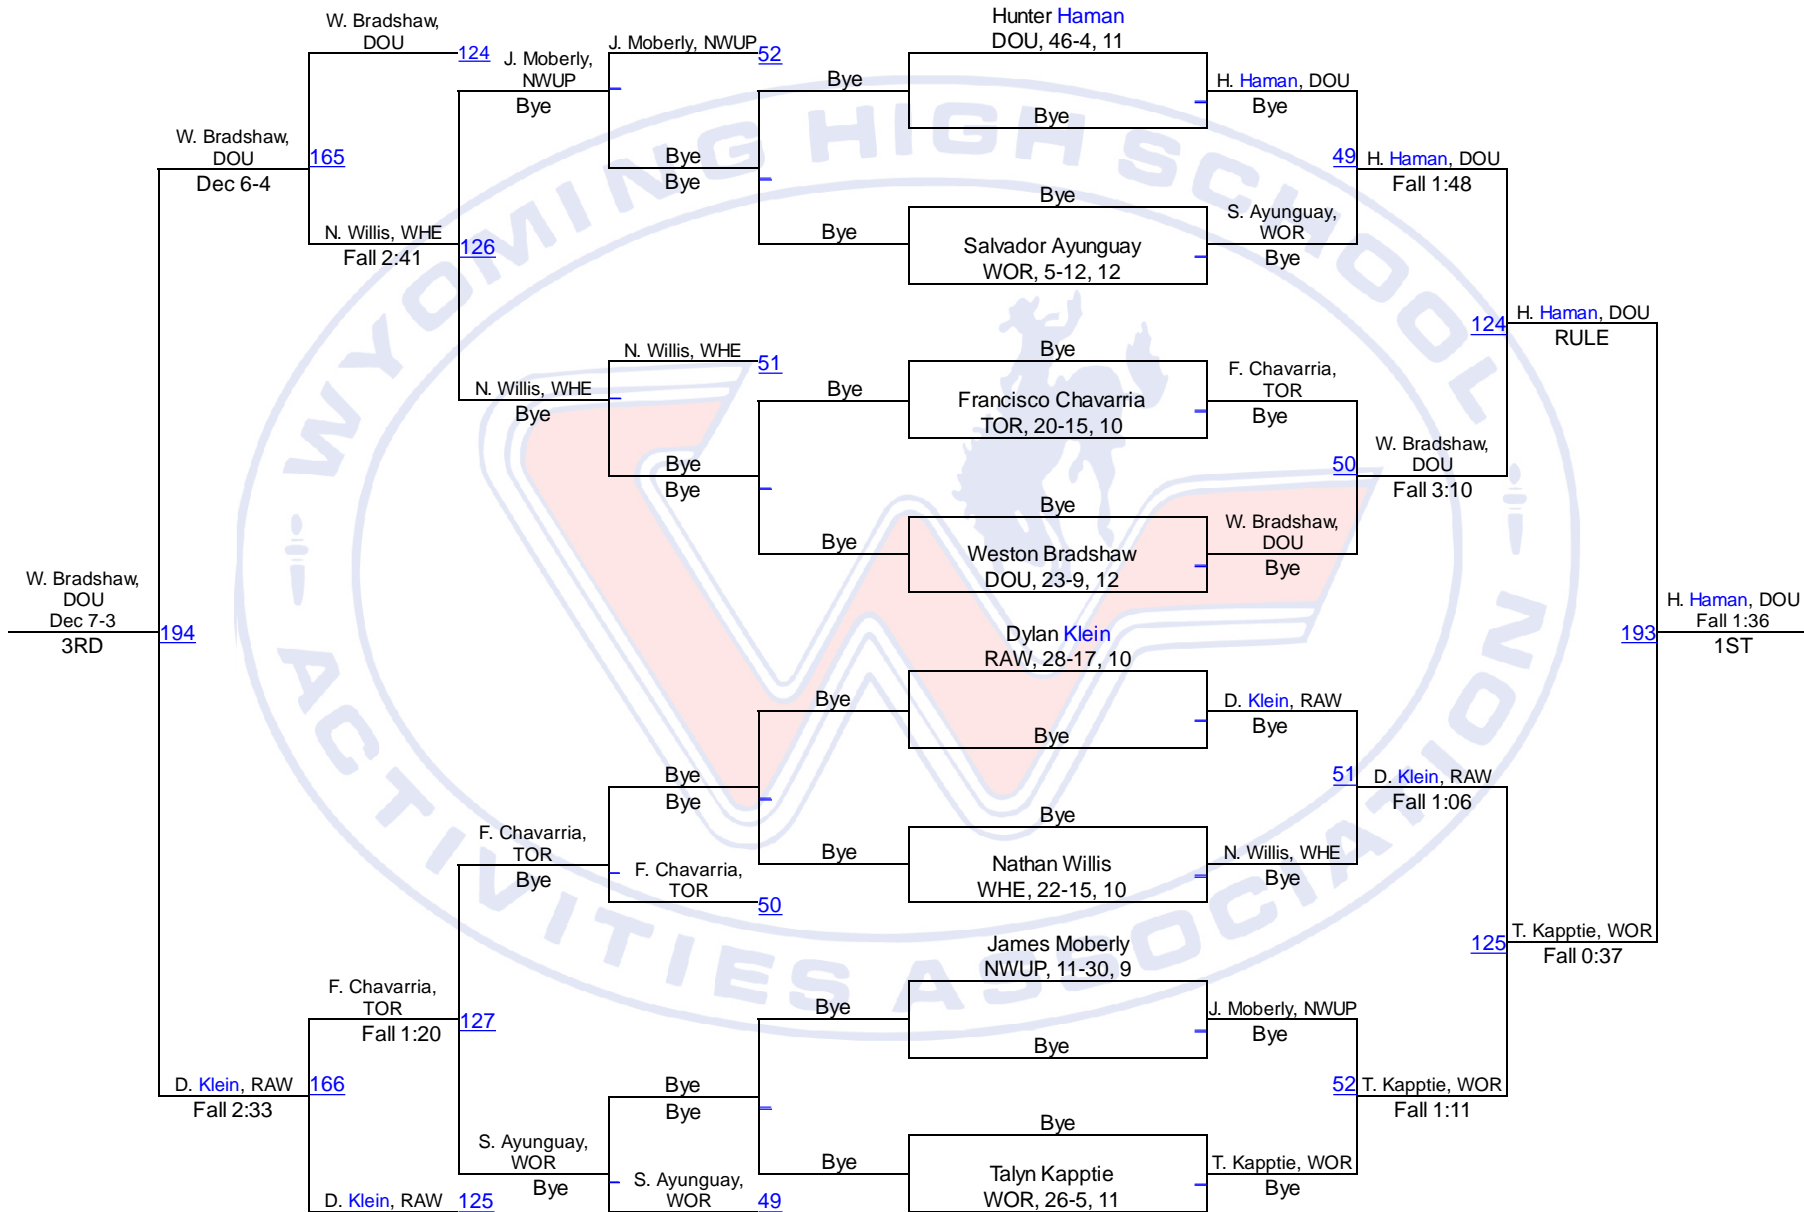 W. Bradshaw,
DOU
124
J. Moberly,
NWUP
Bye
J. Moberly, NWUP
52
Bye
Bye
W. Bradshaw,
DOU
Dec 6-4
165
N. Willis, WHE
Fall 2:41
126
N. Willis, WHE
Bye
N. Willis, WHE
51
Bye
Bye
W. Bradshaw,
DOU
Dec 7-3
3RD
194
F. Chavarria,
TOR
Bye
Bye
Bye
F. Chavarria,
TOR
50
F. Chavarria,
TOR
Fall 1:20
127
D. Klein, RAW
Fall 2:33
166
S. Ayunguay,
WOR
Bye
Bye
Bye
S. Ayunguay,
WOR
49
D. Klein, RAW
125
Bye
Hunter Haman
DOU, 46-4, 11
Bye
H. Haman, DOU
Bye
Bye
Bye
Salvador Ayunguay
WOR, 5-12, 12
S. Ayunguay,
WOR
Bye
49
H. Haman, DOU
Fall 1:48
Bye
Bye
Francisco Chavarria
TOR, 20-15, 10
F. Chavarria,
TOR
Bye
Bye
Bye
Weston Bradshaw
DOU, 23-9, 12
W. Bradshaw,
DOU
Bye
50
W. Bradshaw,
DOU
Fall 3:10
124
H. Haman, DOU
RULE
Bye
Dylan Klein
RAW, 28-17, 10
Bye
D. Klein, RAW
Bye
Bye
Bye
Nathan Willis
WHE, 22-15, 10
N. Willis, WHE
Bye
51
D. Klein, RAW
Fall 1:06
Bye
James Moberly
NWUP, 11-30, 9
Bye
J. Moberly, NWUP
Bye
Bye
Bye
Talyn Kapptie
WOR, 26-5, 11
T. Kapptie, WOR
Bye
52
T. Kapptie, WOR
Fall 1:11
125
T. Kapptie, WOR
Fall 0:37
193
H. Haman, DOU
Fall 1:36
1ST
WYOMING HIGH SCHOOL
ACTIVITIES ASSOCIATION